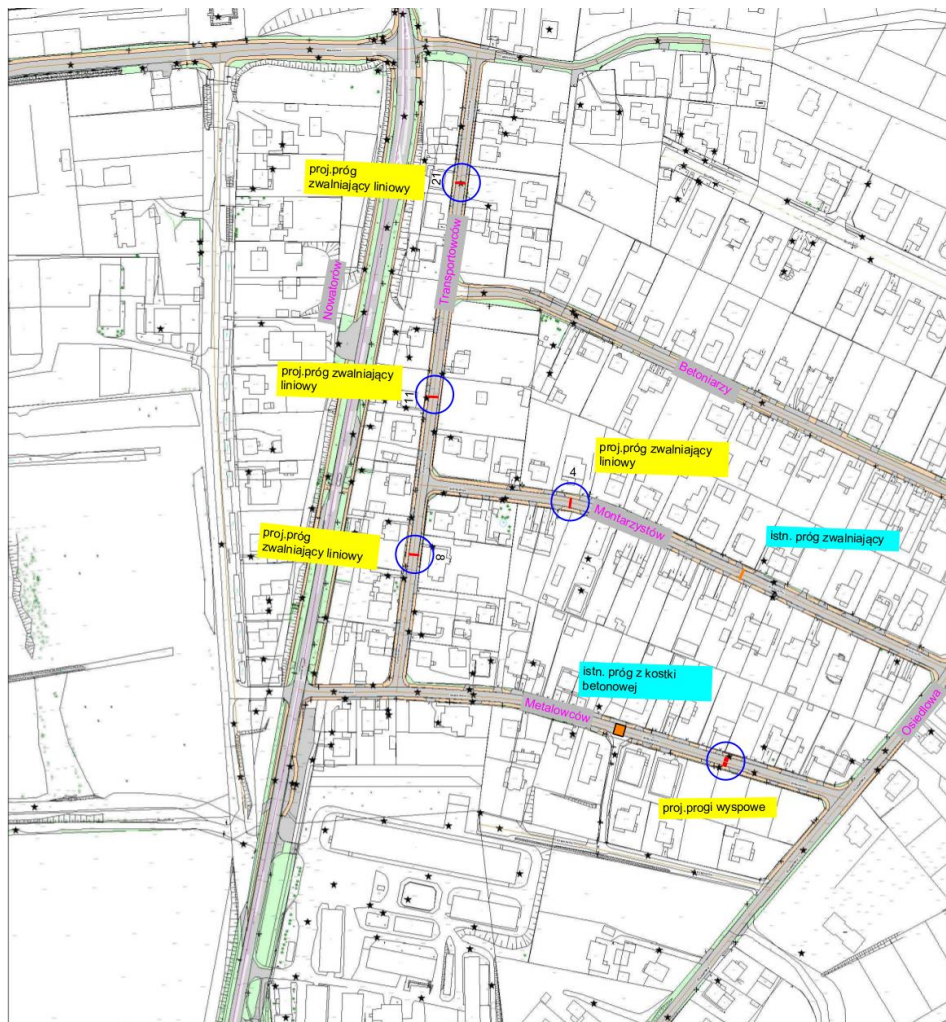 proj.próg
zwalniający liniowy
21
Transportowców
Nowatorów
proj.próg zwalniający
liniowy
11
Betoniarzy
proj.próg zwalniający
liniowy
4
Montarzystów
istn. próg zwalniający
proj.próg
zwalniający liniowy
8
istn. próg z kostki
betonowej
Metalowców
Osiedlowa
proj.progi wyspowe